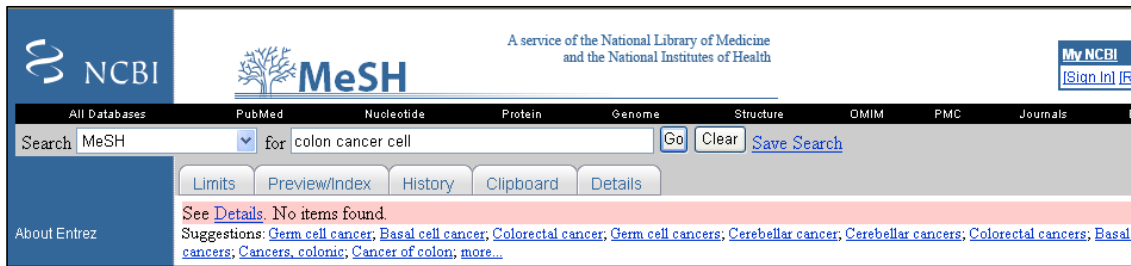 A service of the National Library of Medicine
and the National Institutes of Health
NCBI
MeSH
My NCBI
[Sign In] [R
All Databases PubMed Nucleotide Protein Genome Structure OMIM PMC Journals
Search MeSH for colon cancer cell Go Clear Save Search
Limits Preview/Index History Clipboard Details
About Entrez
See Details. No items found.
Suggestions: Germ cell cancer; Basal cell cancer; Colorectal cancer; Germ cell cancers; Cerebellar cancer; Cerebellar cancers; Colorectal cancers; Basal
cancers; Cancers, colonic; Cancer of colon; more...